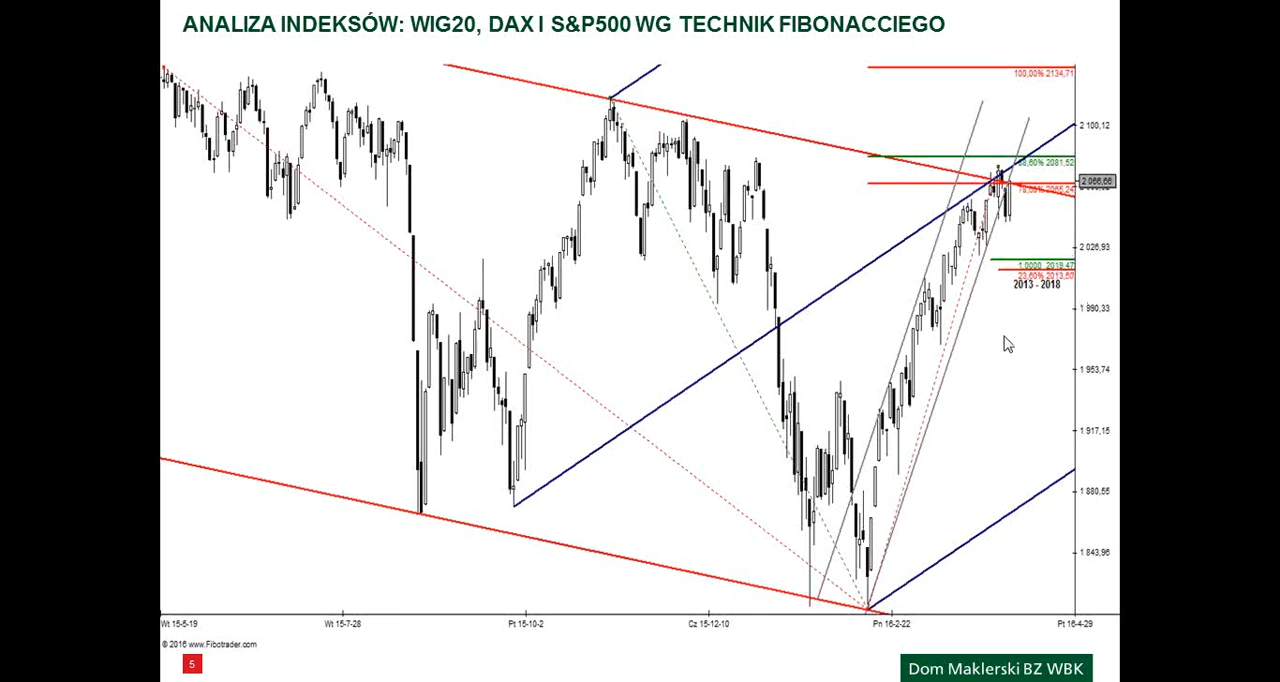 ANALIZA INDEKSÓW: WIG20, DAX I S&P500 WG TECHNIK FIBONACCIEGO
100,00% 2134,71
2 100,12
88,60% 2081,52
2 066,66
2065,24
2 026,93
1,0000 2019,47
23,60% 2013,50
2013 - 2018
1 990,33
1 953,74
1 917,15
1 880,55
1 843,96
Wt 15-5-19
Wt 15-7-28
Pt 15-10-2
Cz 15-12-10
Pn 16-2-22
Pt 16-4-29
© 2016 www.Fibotrader.com
5
Dom Maklerski BZ WBK